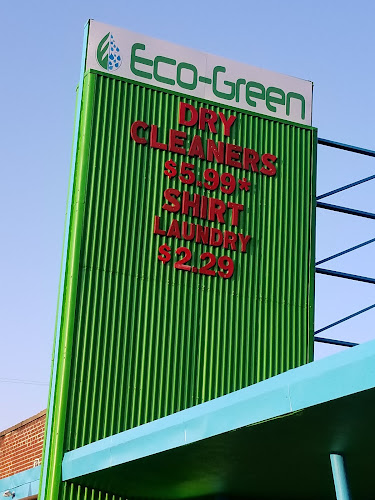 Eco-Green
DRY
CLEANERS
$5.99*
SHIRT
LAUNDRY
$2.29